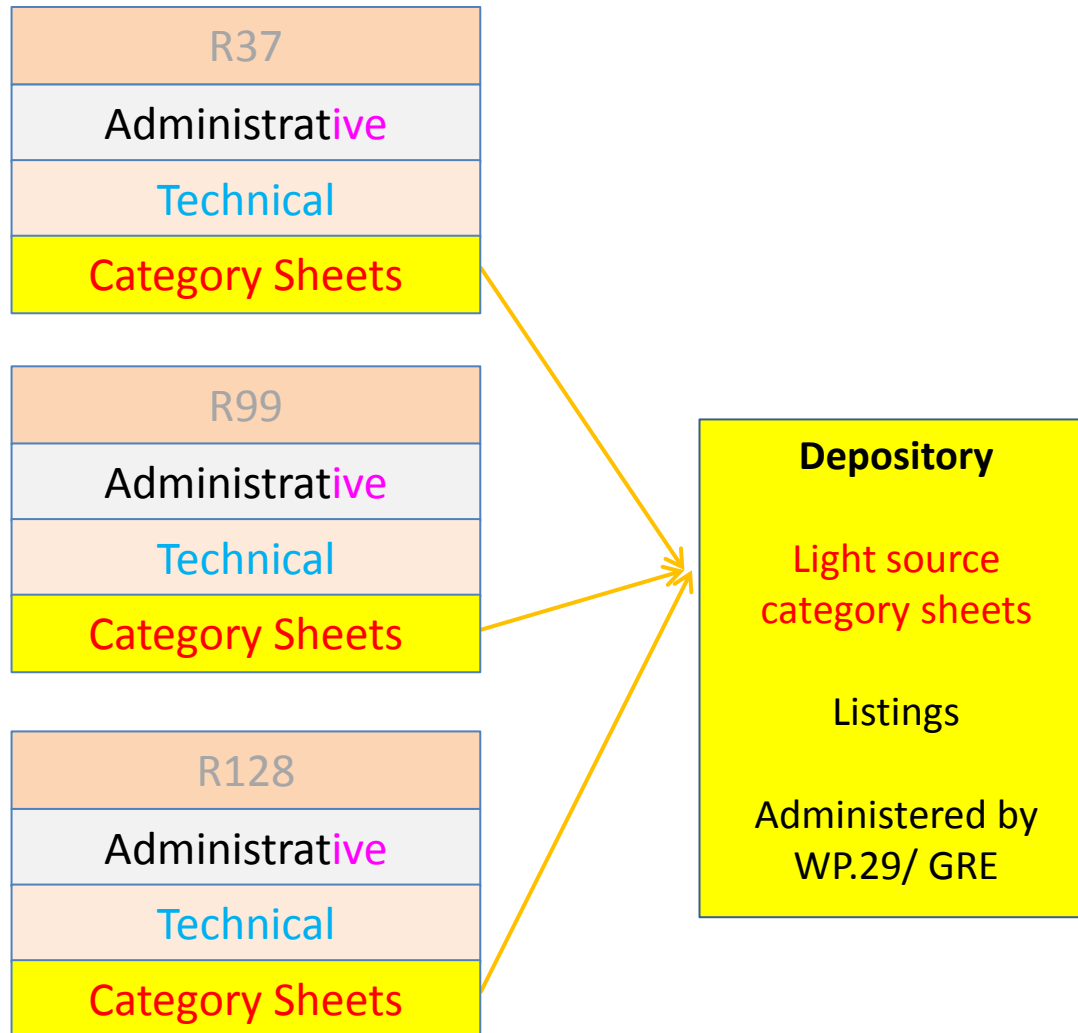 R37
Administrative
Technical
Category Sheets
R99
Administrative
Technical
Category Sheets
R128
Administrative
Technical
Category Sheets
Depository
Light source
category sheets
Listings
Administered by
WP.29/ GRE